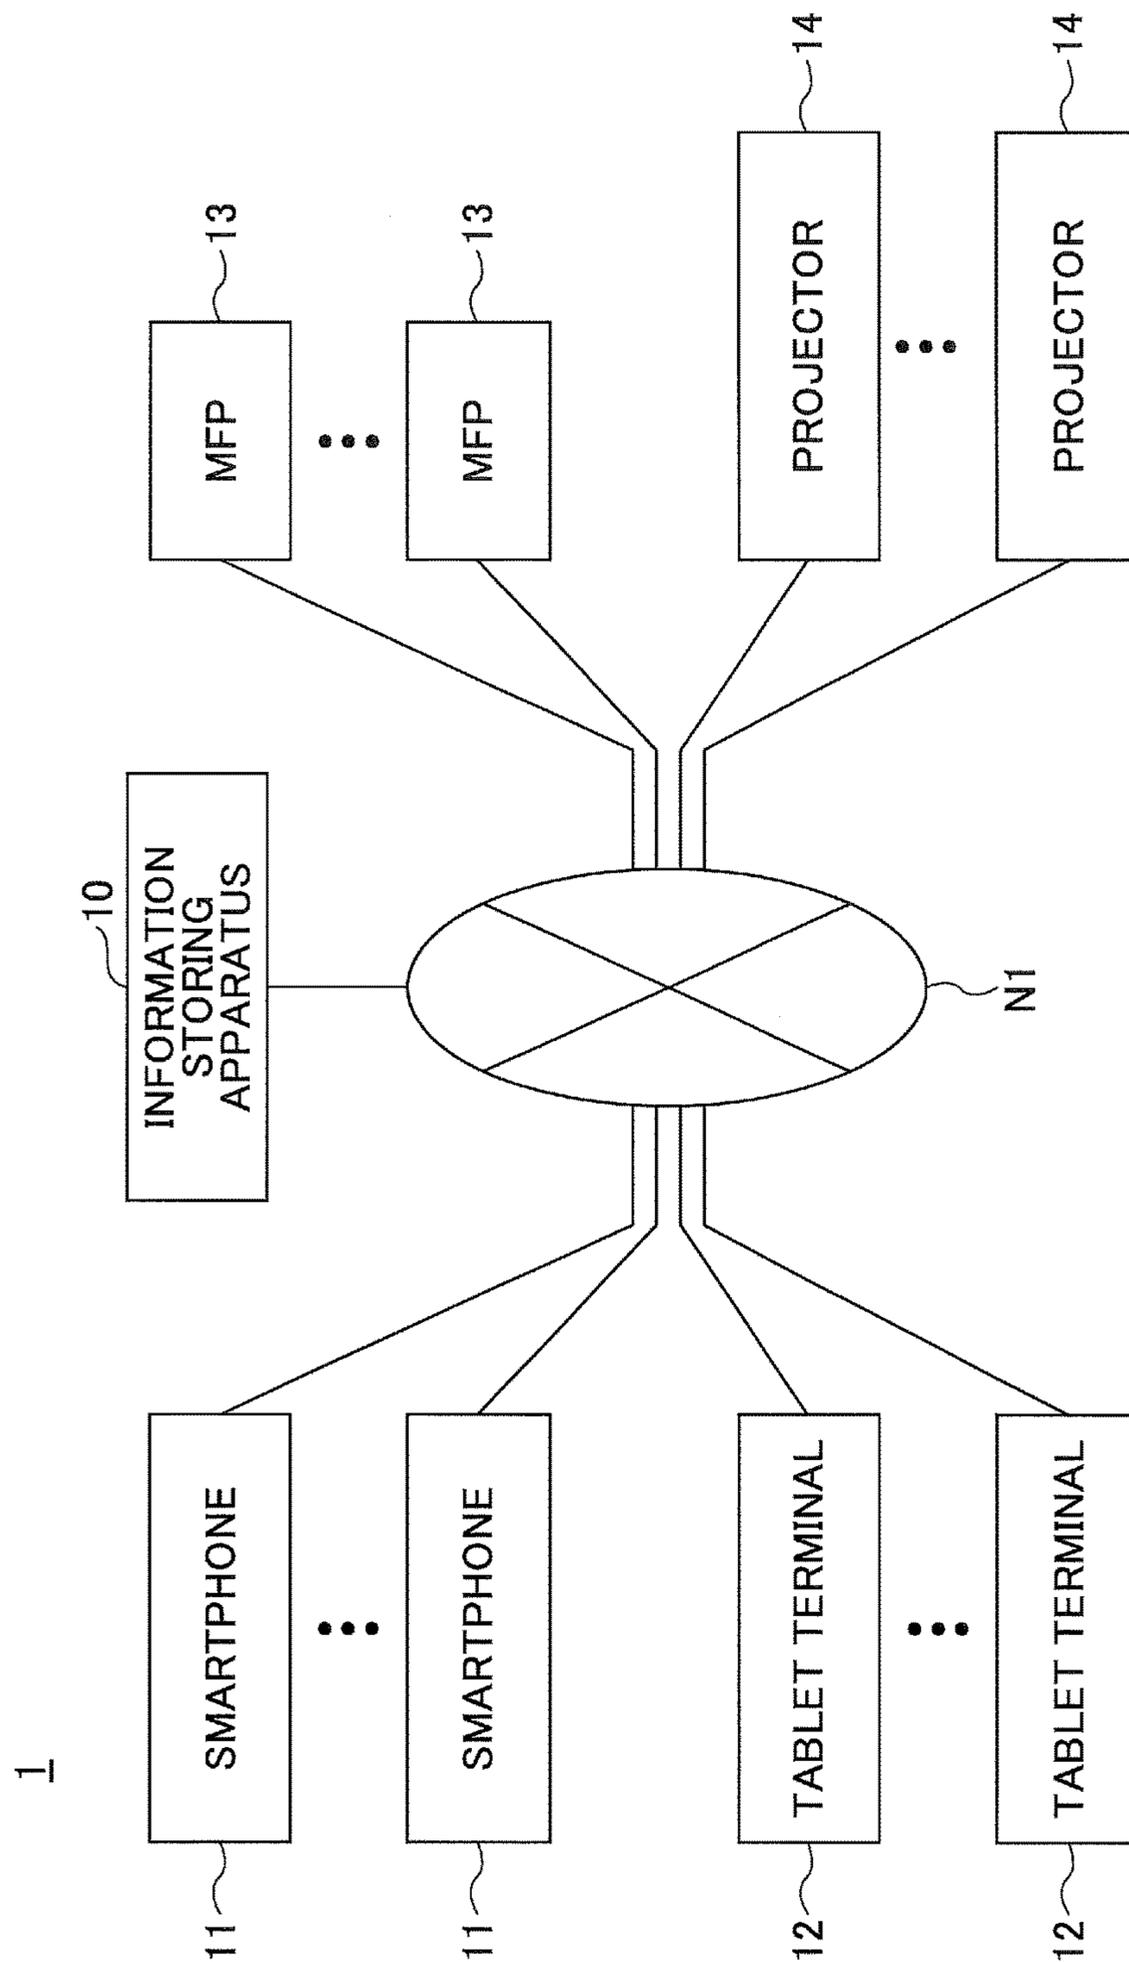 1
10
INFORMATION
STORING
APPARATUS
11
SMARTPHONE
MFP
13
11
SMARTPHONE
MFP
13
12
TABLET TERMINAL
PROJECTOR
14
N1
12
TABLET TERMINAL
PROJECTOR
14